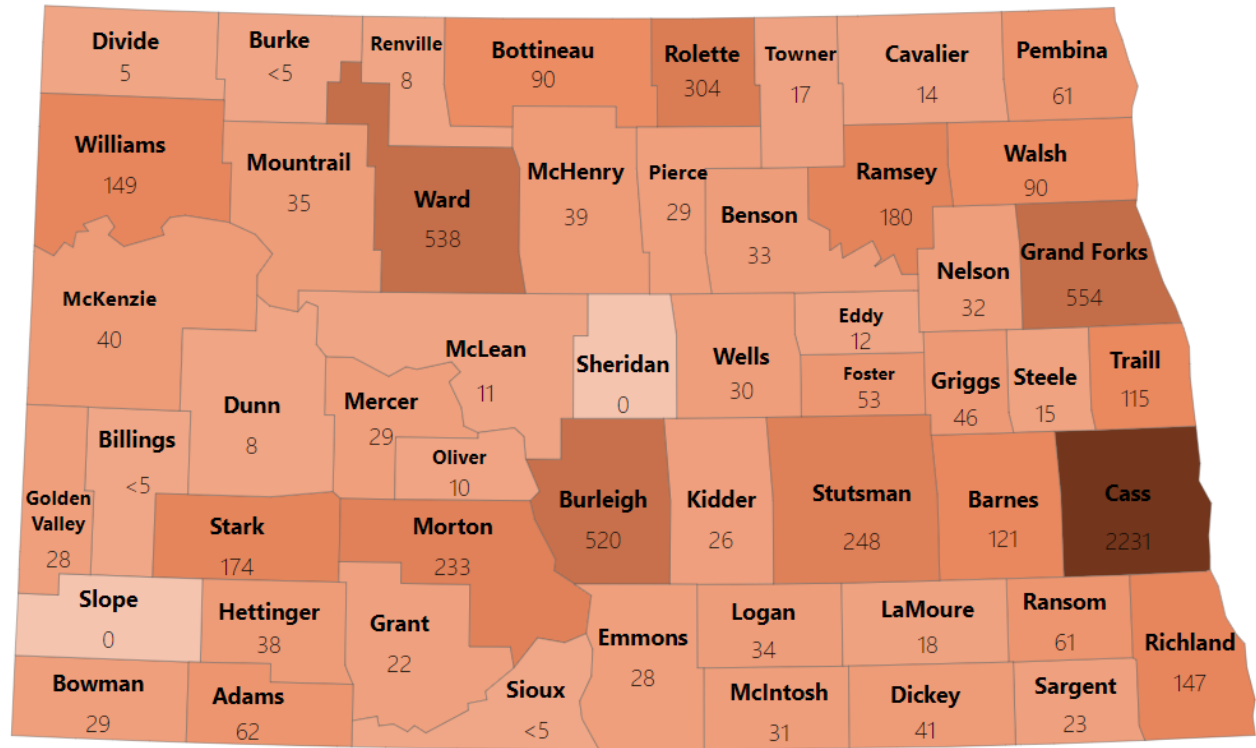 Divide
5
Burke
<5
Renville
8
Bottineau
90
Rolette
304
Towner
17
Cavalier
14
Pembina
61
Williams
149
Mountrail
35
Ward
538
McHenry
39
Pierce
29
Benson
33
Ramsey
180
Walsh
90
Grand Forks
554
Nelson
32
McKenzie
40
McLean
11
Sheridan
0
Wells
30
Eddy
12
Foster
53
Griggs
46
Steele
15
Traill
115
Dunn
8
Mercer
29
Billings
<5
Oliver
10
Golden
Valley
28
Stark
174
Morton
233
Burleigh
520
Kidder
26
Stutsman
248
Barnes
121
Cass
2231
Slope
0
Hettinger
38
Grant
22
Emmons
28
Logan
34
LaMoure
18
Ransom
61
Richland
147
Bowman
29
Adams
62
Sioux
<5
McIntosh
31
Dickey
41
Sargent
23